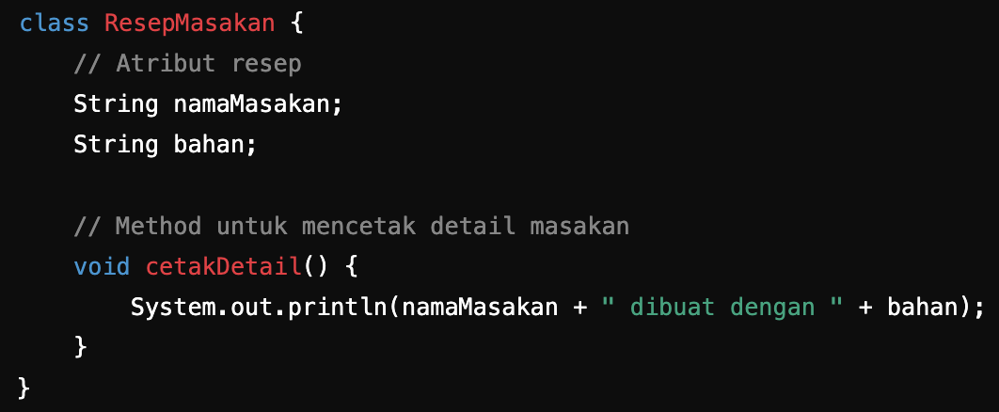 class ResepMasakan {
    // Atribut resep
    String namaMasakan;
    String bahan;

    // Method untuk mencetak detail masakan
    void cetakDetail() {
        System.out.println(namaMasakan + " dibuat dengan " + bahan);
    }
}